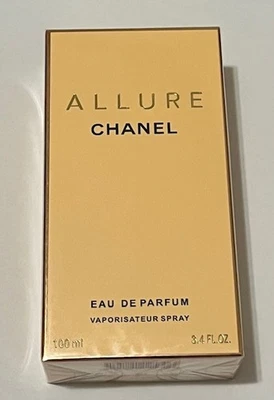 ALLURE
CHANEL
EAU DE PARFUM
VAPORISATEUR SPRAY
100 ml 3.4 FL.OZ.